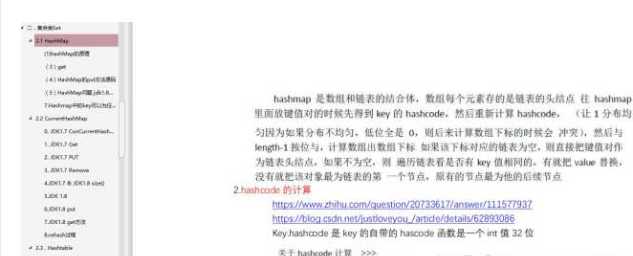 2.1 HashMap
(1)HashMap的原理
(3) get
(4) HashMap的put方法源码
(5) HashMap问题 jdk1.8...
7.Hashmap中的key可以为任...
2.2 CurrentHashMap
0. JDK1.7 ConCurrentHash...
1. JDK1.7 Get
2. JDK1.7 PUT
3. JDK1.7 Remove
4.JDK1.7 & JDK1.8 size()
5.JDK 1.8
6.JDK1.8 put
7.JDK1.8 get方法
8.rehash过程
2.3. Hashtable
hashmap 是数组和链表的结合体，数组每个元素存的是链表的头结点 往 hashmap
里面放键值对的时候先得到 key 的 hashcode，然后重新计算 hashcode， （让 1 分布均
匀因为如果分布不均匀，低位全是 0，则后来计算数组下标的时候会 冲突），然后与
length-1 按位与，计算数组出数组下标 如果该下标对应的链表为空，则直接把键值对作
为链表头结点，如果不为空，则 遍历链表看是否有 key 值相同的，有就把 value 替换，
没有就把该对象最为链表的第 一个节点，原有的节点最为他的后续节点
2.hashcode 的计算
https://www.zhihu.com/question/20733617/answer/111577937
https://blog.csdn.net/justloveyou_/article/details/62893086
Key.hashcode 是 key 的自带的 hascode 函数是一个 int 值 32 位
关于 hashcode 计算 >>>